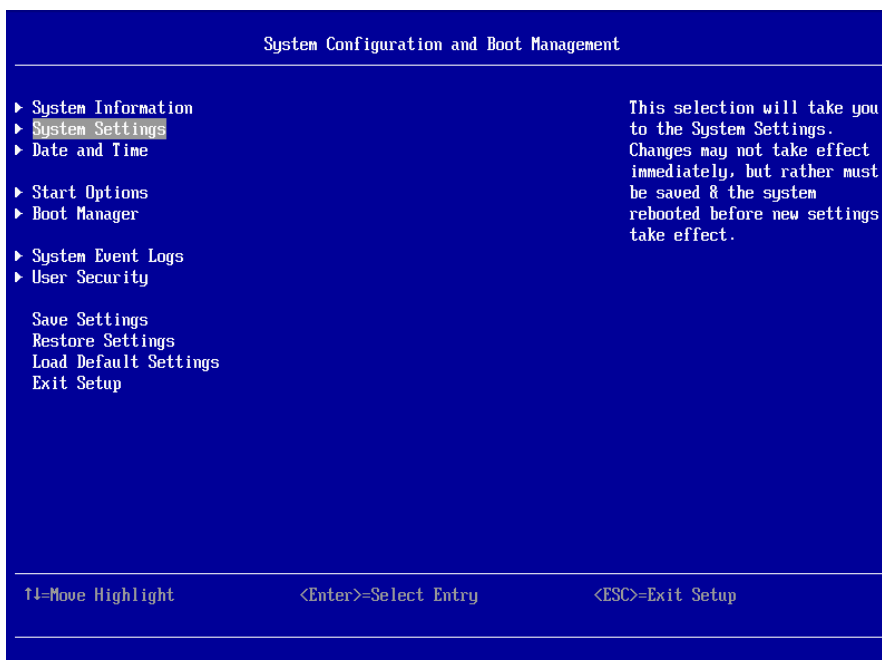 System Configuration and Boot Management
System Information
System Settings
Date and Time
Start Options
Boot Manager
System Event Logs
User Security
Save Settings
Restore Settings
Load Default Settings
Exit Setup
This selection will take you
to the System Settings.
Changes may not take effect
immediately, but rather must
be saved & the system
rebooted before new settings
take effect.
↑↓=Move Highlight <Enter>=Select Entry <ESC>=Exit Setup